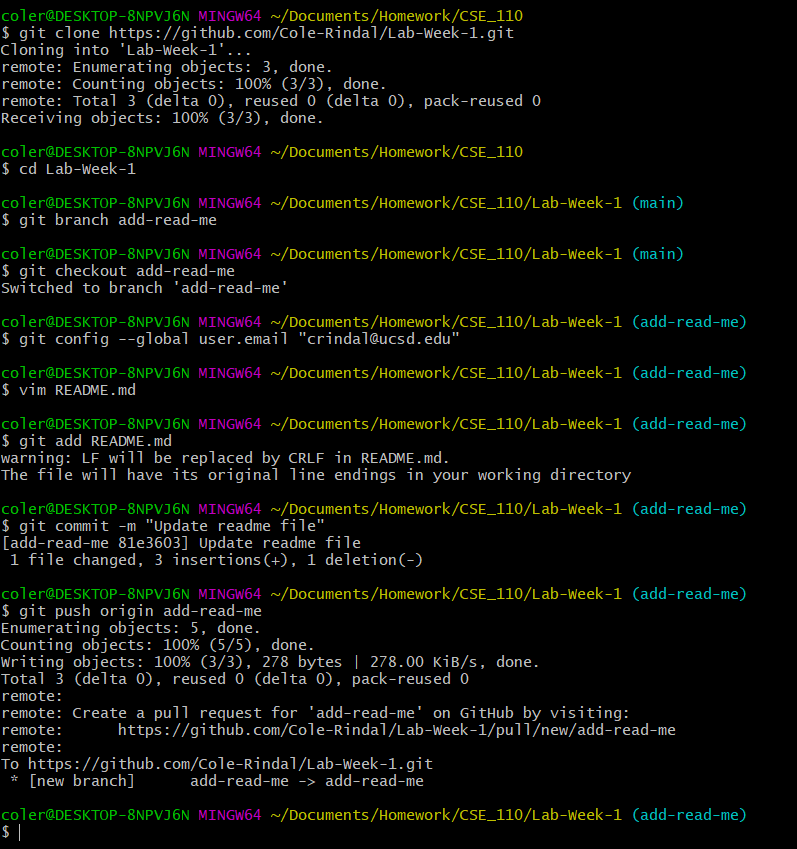 coler@DESKTOP-8NPVJ6N MINGW64 ~/Documents/Homework/CSE_110
$ git clone https://github.com/Cole-Rindal/Lab-Week-1.git
Cloning into 'Lab-Week-1'...
remote: Enumerating objects: 3, done.
remote: Counting objects: 100% (3/3), done.
remote: Total 3 (delta 0), reused 0 (delta 0), pack-reused 0
Receiving objects: 100% (3/3), done.
coler@DESKTOP-8NPVJ6N MINGW64 ~/Documents/Homework/CSE_110
$ cd Lab-Week-1
coler@DESKTOP-8NPVJ6N MINGW64 ~/Documents/Homework/CSE_110/Lab-Week-1 (main)
$ git branch add-read-me
coler@DESKTOP-8NPVJ6N MINGW64 ~/Documents/Homework/CSE_110/Lab-Week-1 (main)
$ git checkout add-read-me
Switched to branch 'add-read-me'
coler@DESKTOP-8NPVJ6N MINGW64 ~/Documents/Homework/CSE_110/Lab-Week-1 (add-read-me)
$ git config --global user.email "crindal@ucsd.edu"
coler@DESKTOP-8NPVJ6N MINGW64 ~/Documents/Homework/CSE_110/Lab-Week-1 (add-read-me)
$ vim README.md
coler@DESKTOP-8NPVJ6N MINGW64 ~/Documents/Homework/CSE_110/Lab-Week-1 (add-read-me)
$ git add README.md
warning: LF will be replaced by CRLF in README.md.
The file will have its original line endings in your working directory
coler@DESKTOP-8NPVJ6N MINGW64 ~/Documents/Homework/CSE_110/Lab-Week-1 (add-read-me)
$ git commit -m "Update readme file"
[add-read-me 81e3603] Update readme file
 1 file changed, 3 insertions(+), 1 deletion(-)
coler@DESKTOP-8NPVJ6N MINGW64 ~/Documents/Homework/CSE_110/Lab-Week-1 (add-read-me)
$ git push origin add-read-me
Enumerating objects: 5, done.
Counting objects: 100% (5/5), done.
Writing objects: 100% (3/3), 278 bytes | 278.00 KiB/s, done.
Total 3 (delta 0), reused 0 (delta 0), pack-reused 0
remote:
remote: Create a pull request for 'add-read-me' on GitHub by visiting:
remote:      https://github.com/Cole-Rindal/Lab-Week-1/pull/new/add-read-me
remote:
To https://github.com/Cole-Rindal/Lab-Week-1.git
 * [new branch]      add-read-me -> add-read-me
coler@DESKTOP-8NPVJ6N MINGW64 ~/Documents/Homework/CSE_110/Lab-Week-1 (add-read-me)
$